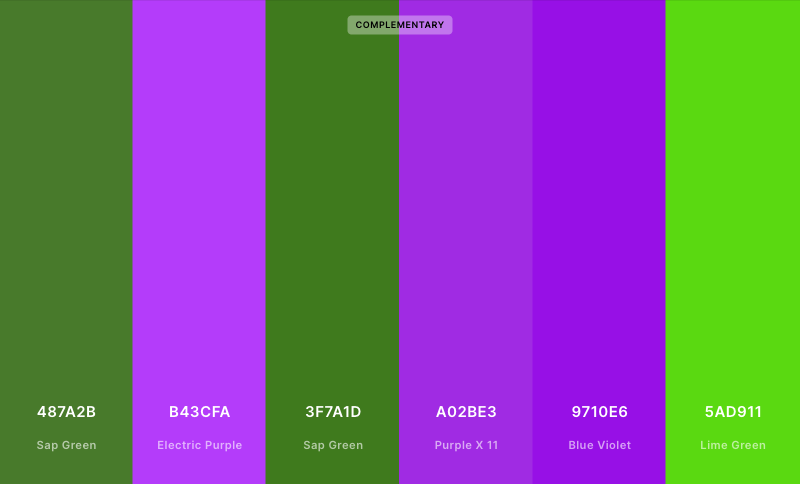 COMPLEMENTARY
487A2B
B43CFA
3F7A1D
A02BE3
9710E6
5AD911
Sap Green
Electric Purple
Sap Green
Purple X 11
Blue Violet
Lime Green